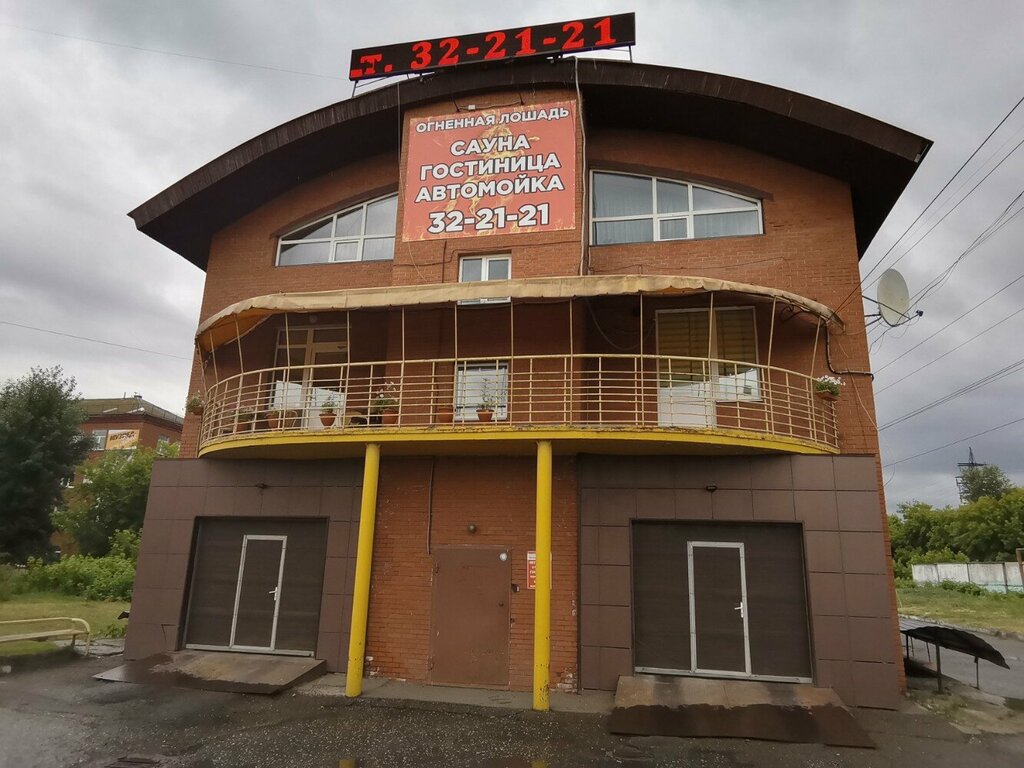 т. 32-21-21
ОГНЕННАЯ ЛОШАДЬ
САУНА
ГОСТИНИЦА
АВТОМОЙКА
32-21-21